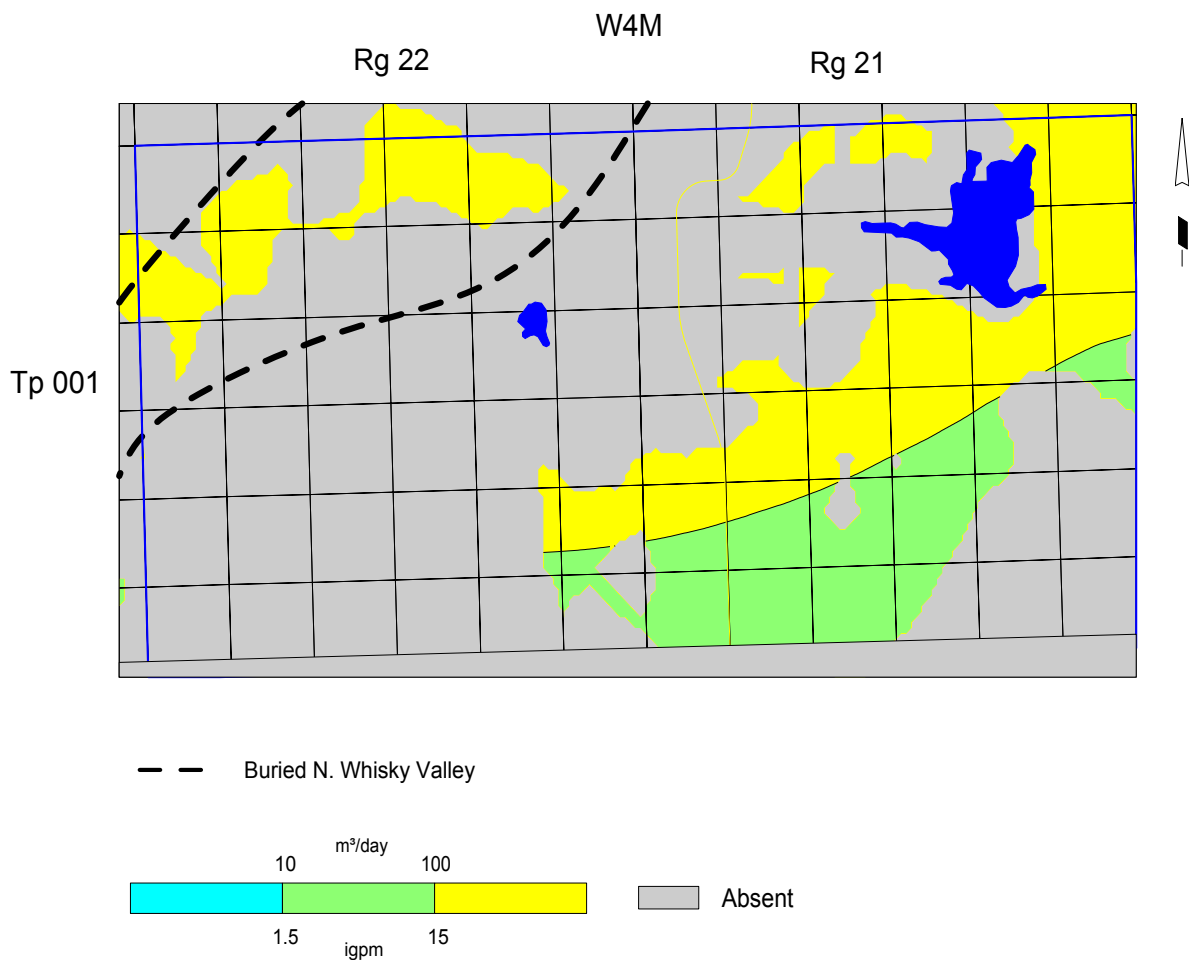 W4M
Rg 22
Rg 21
Tp 001
Buried N. Whisky Valley
m³/day
10
100
Absent
1.5
15
igpm